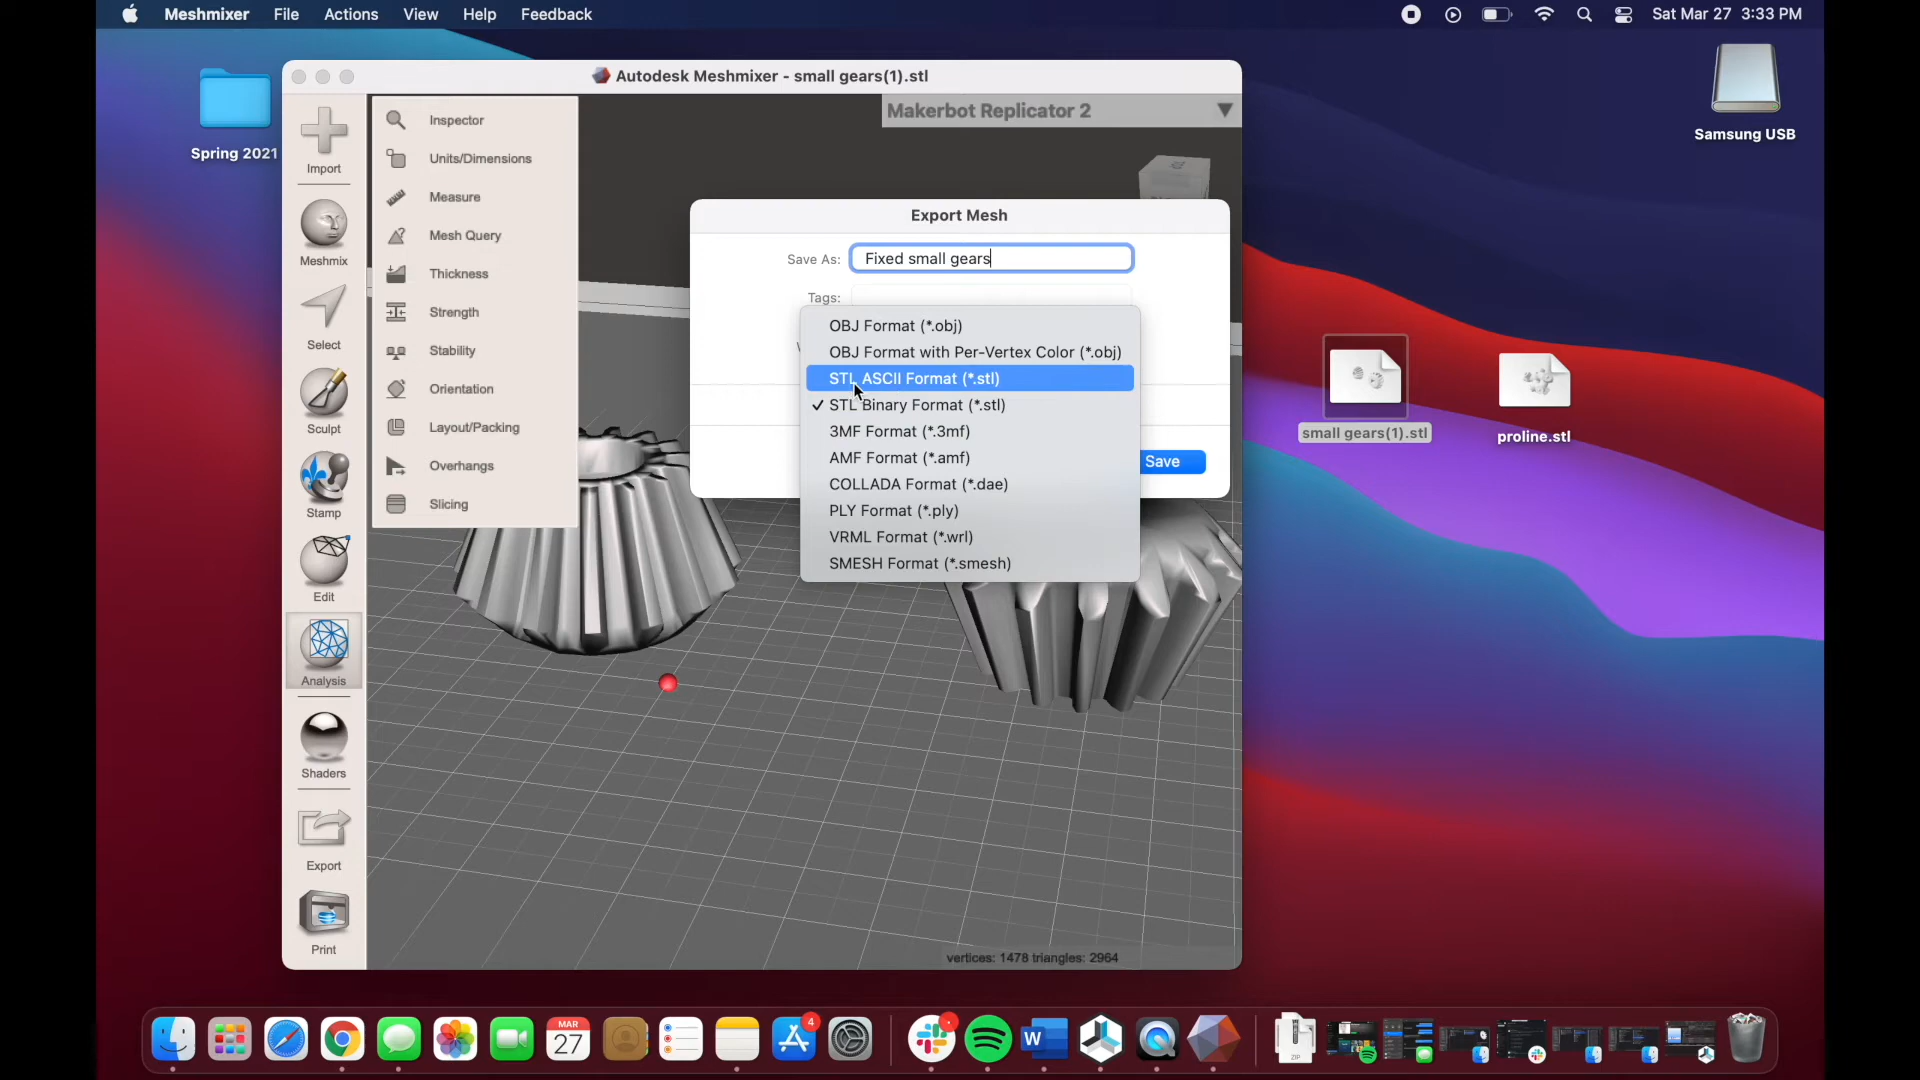 Meshmixer File Actions View Help Feedback
Sat Mar 27 3:33 PM
Spring 2021
Samsung USB
small gears(1).stl
proline.stl
Autodesk Meshmixer - small gears(1).stl
Makerbot Replicator 2
Import
Meshmix
Select
Sculpt
Stamp
Edit
Analysis
Shaders
Export
Print
Inspector
Units/Dimensions
Measure
Mesh Query
Thickness
Strength
Stability
Orientation
Layout/Packing
Overhangs
Slicing
Export Mesh
Save As: Fixed small gears
Tags:
OBJ Format (*.obj)
OBJ Format with Per-Vertex Color (*.obj)
STL ASCII Format (*.stl)
✓ STL Binary Format (*.stl)
3MF Format (*.3mf)
AMF Format (*.amf)
COLLADA Format (*.dae)
PLY Format (*.ply)
VRML Format (*.wrl)
SMESH Format (*.smesh)
Save
vertices: 1478 triangles: 2964
MAR
27
4
W
ZIP